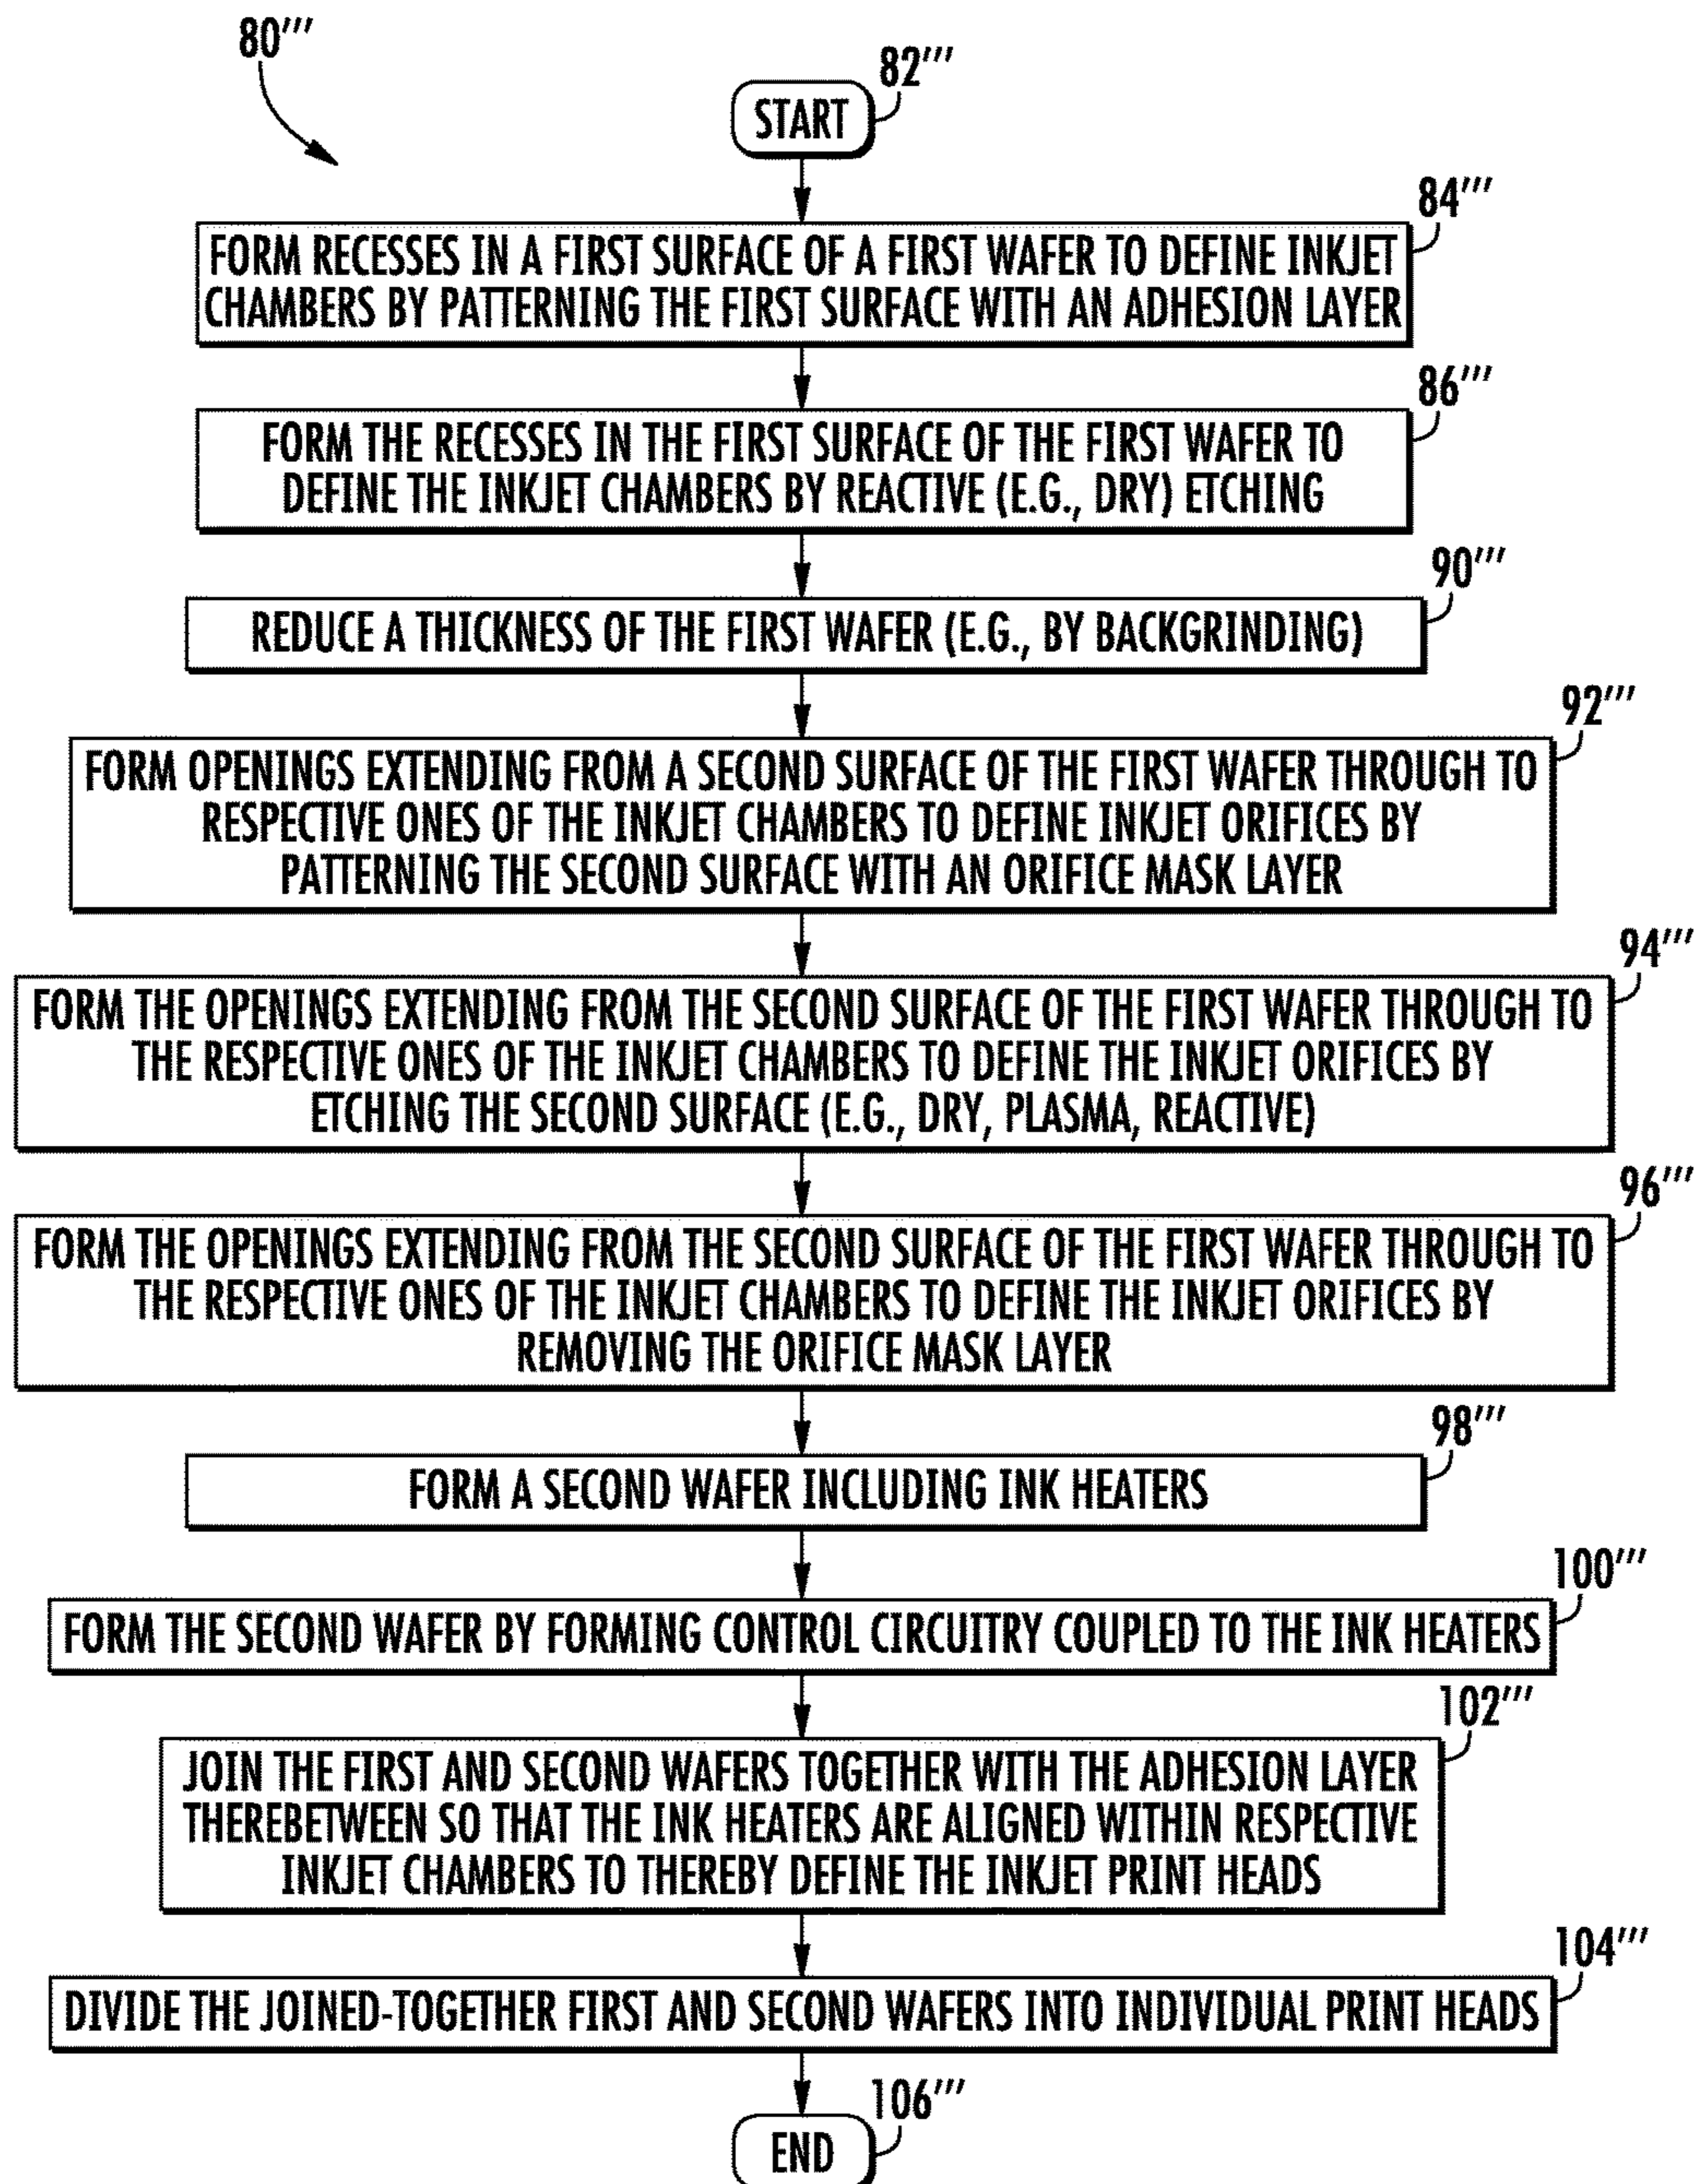 80'''
82'''
START
84'''
FORM RECESSES IN A FIRST SURFACE OF A FIRST WAFER TO DEFINE INKJET
CHAMBERS BY PATTERNING THE FIRST SURFACE WITH AN ADHESION LAYER
86'''
FORM THE RECESSES IN THE FIRST SURFACE OF THE FIRST WAFER TO
DEFINE THE INKJET CHAMBERS BY REACTIVE (E.G., DRY) ETCHING
90'''
REDUCE A THICKNESS OF THE FIRST WAFER (E.G., BY BACKGRINDING)
92'''
FORM OPENINGS EXTENDING FROM A SECOND SURFACE OF THE FIRST WAFER THROUGH TO
RESPECTIVE ONES OF THE INKJET CHAMBERS TO DEFINE INKJET ORIFICES BY
PATTERNING THE SECOND SURFACE WITH AN ORIFICE MASK LAYER
94'''
FORM THE OPENINGS EXTENDING FROM THE SECOND SURFACE OF THE FIRST WAFER THROUGH TO
THE RESPECTIVE ONES OF THE INKJET CHAMBERS TO DEFINE THE INKJET ORIFICES BY
ETCHING THE SECOND SURFACE (E.G., DRY, PLASMA, REACTIVE)
96'''
FORM THE OPENINGS EXTENDING FROM THE SECOND SURFACE OF THE FIRST WAFER THROUGH TO
THE RESPECTIVE ONES OF THE INKJET CHAMBERS TO DEFINE THE INKJET ORIFICES BY
REMOVING THE ORIFICE MASK LAYER
98'''
FORM A SECOND WAFER INCLUDING INK HEATERS
100'''
FORM THE SECOND WAFER BY FORMING CONTROL CIRCUITRY COUPLED TO THE INK HEATERS
102'''
JOIN THE FIRST AND SECOND WAFERS TOGETHER WITH THE ADHESION LAYER
THEREBETWEEN SO THAT THE INK HEATERS ARE ALIGNED WITHIN RESPECTIVE
INKJET CHAMBERS TO THEREBY DEFINE THE INKJET PRINT HEADS
104'''
DIVIDE THE JOINED-TOGETHER FIRST AND SECOND WAFERS INTO INDIVIDUAL PRINT HEADS
106'''
END